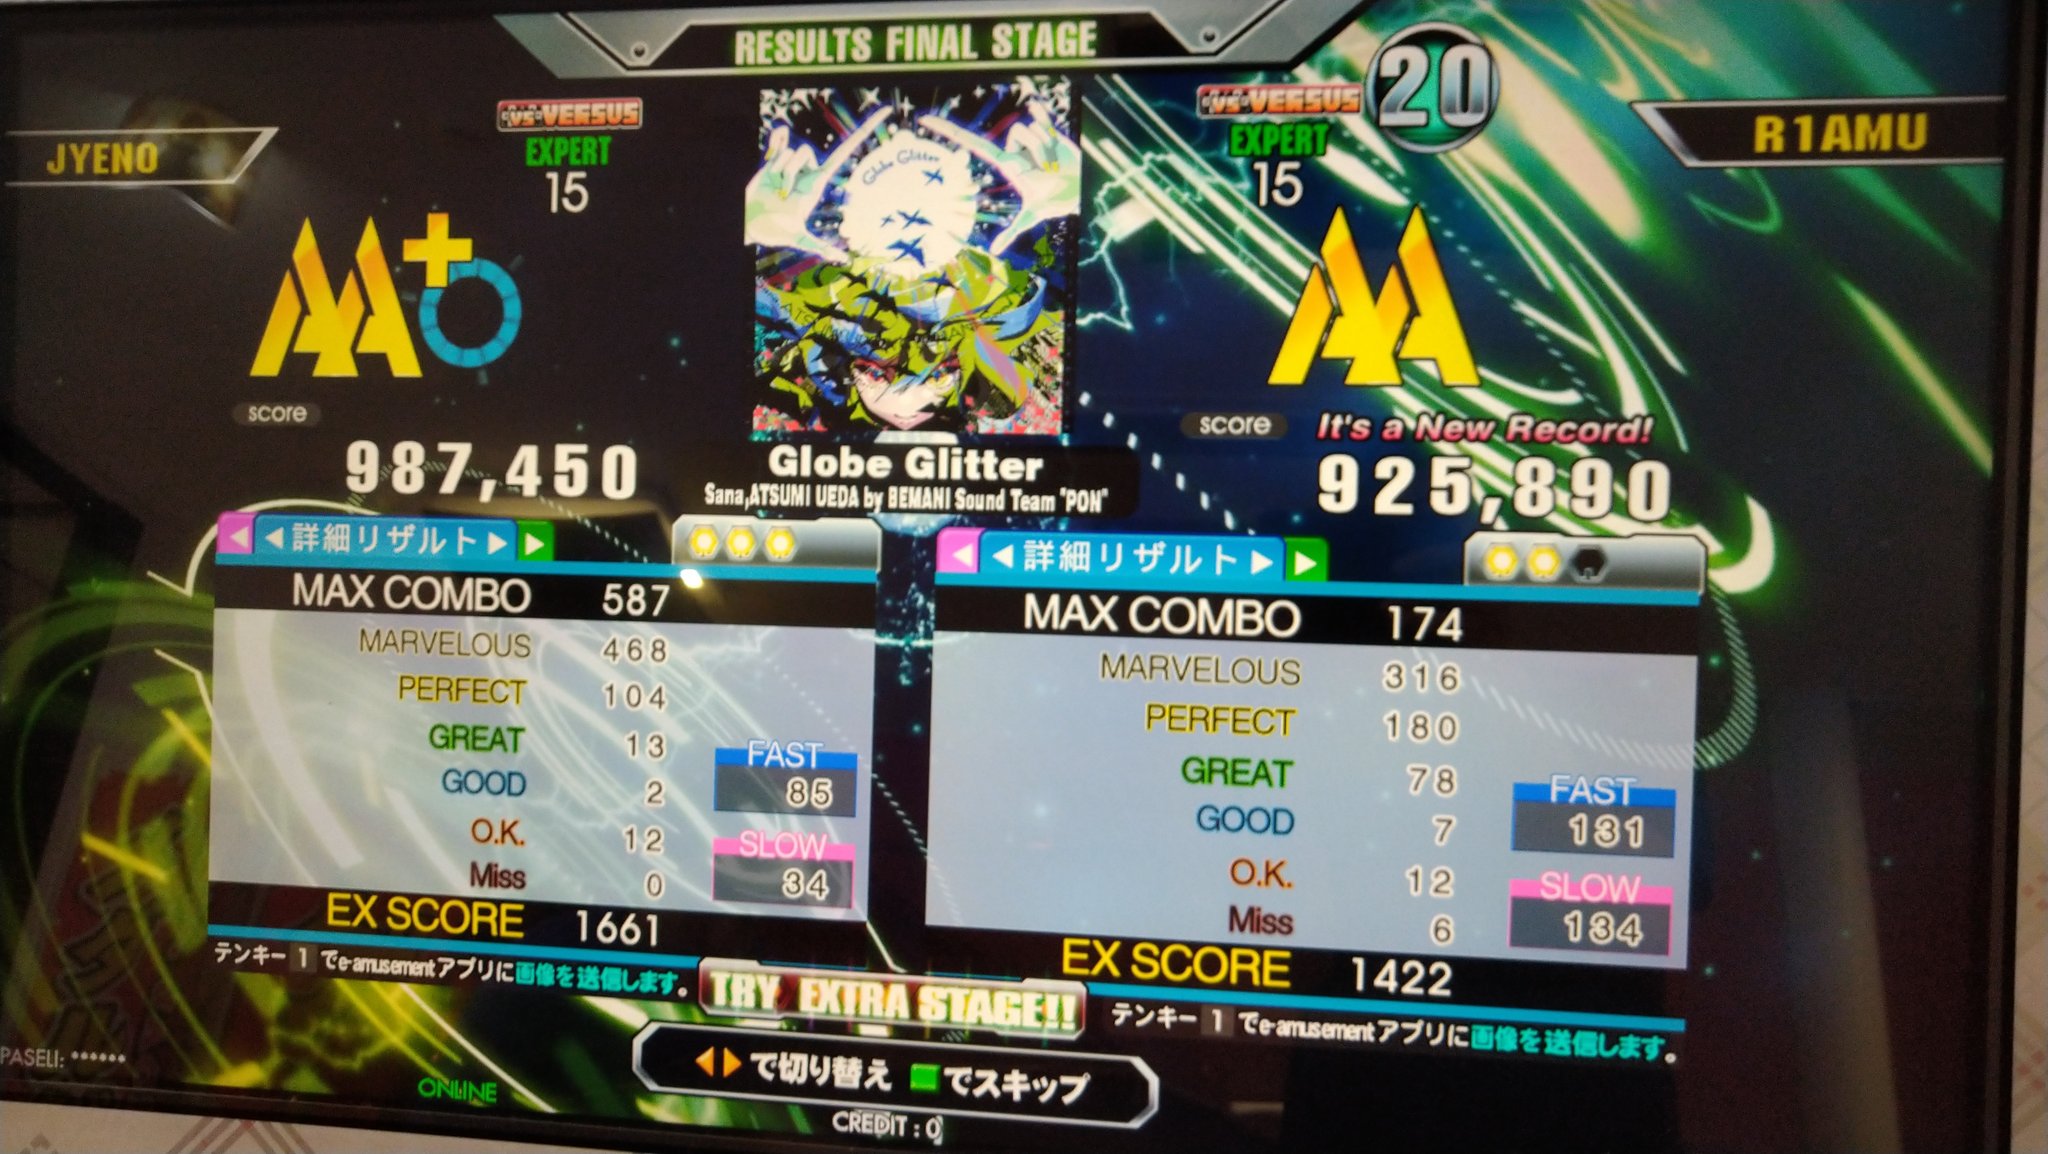 RESULTS FINAL STAGE
20
JYENO
VS VERSUS
EXPERT
15
VS VERSUS
EXPERT
15
R1AMU
Globe Glitter
AA+
AA
score
987,450
score
It's a New Record!
925,890
Globe Glitter
Sana,ATSUMI UEDA by BEMANI Sound Team "PON"
詳細リザルト
MAX COMBO 587
MARVELOUS 468
PERFECT 104
GREAT 13
GOOD 2
O.K. 12
Miss 0
FAST
85
SLOW
34
EX SCORE 1661
テンキー 1 でe-amusementアプリに画像を送信します。
詳細リザルト
MAX COMBO 174
MARVELOUS 316
PERFECT 180
GREAT 78
GOOD 7
O.K. 12
Miss 6
FAST
131
SLOW
134
EX SCORE 1422
テンキー 1 でe-amusementアプリに画像を送信します。
TRY EXTRA STAGE!!
で切り替え でスキップ
PASELI: ******
ONLINE
CREDIT : 0